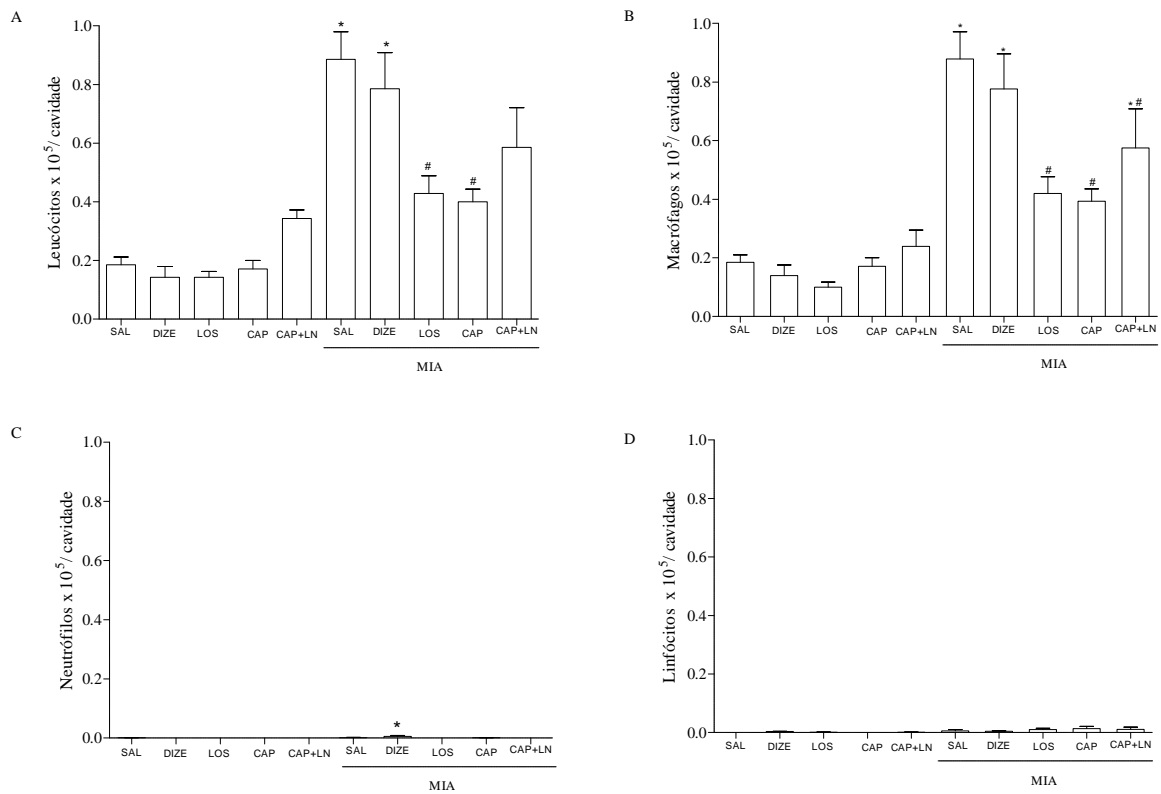 A
Leucócitos x 10⁵/ cavidade
1.0
0.8
0.6
0.4
0.2
0.0
* * # #
SAL DIZE LOS CAP CAP+LN SAL DIZE LOS CAP CAP+LN
MIA
B
Macrófagos x 10⁵/ cavidade
1.0
0.8
0.6
0.4
0.2
0.0
* * # # * #
SAL DIZE LOS CAP CAP+LN SAL DIZE LOS CAP CAP+LN
MIA
C
Neutrófilos x 10⁵/ cavidade
1.0
0.8
0.6
0.4
0.2
0.0
*
SAL DIZE LOS CAP CAP+LN SAL DIZE LOS CAP CAP+LN
MIA
D
Linfócitos x 10⁵/ cavidade
1.0
0.8
0.6
0.4
0.2
0.0
SAL DIZE LOS CAP CAP+LN SAL DIZE LOS CAP CAP+LN
MIA